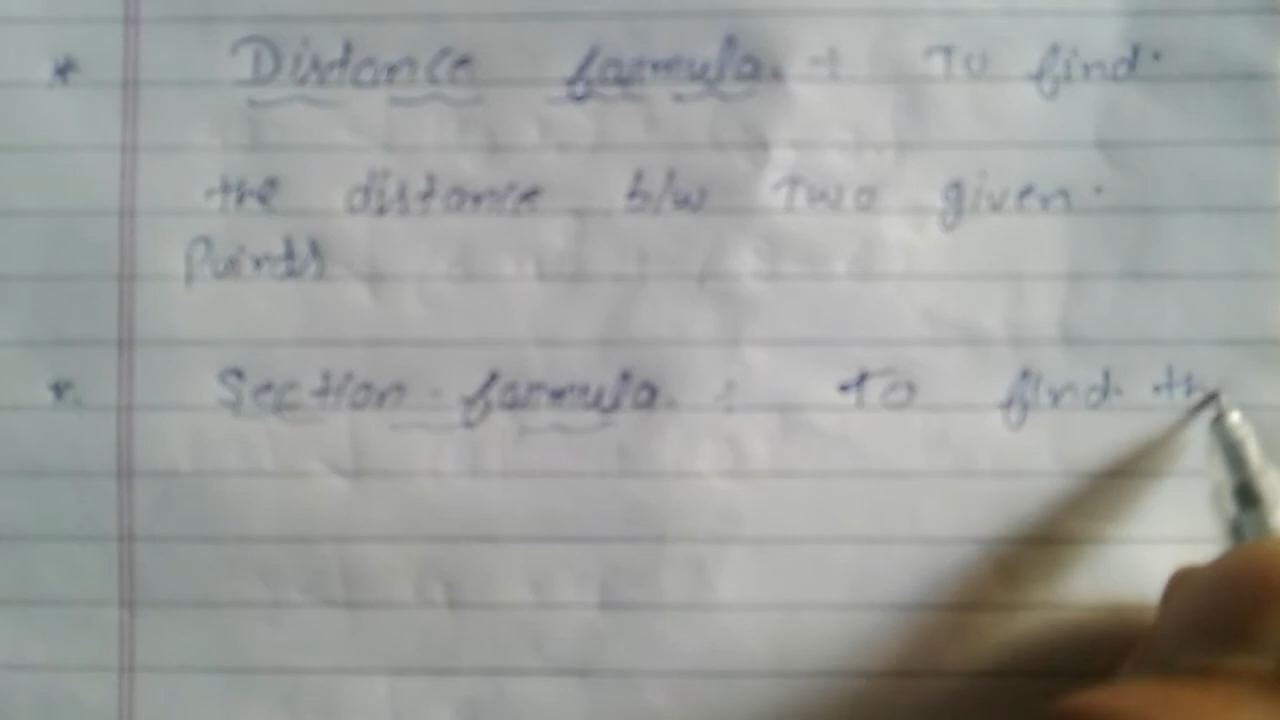 * Distance formula :- To find
the distance b/w Two given
Points
* Section formula : To find th